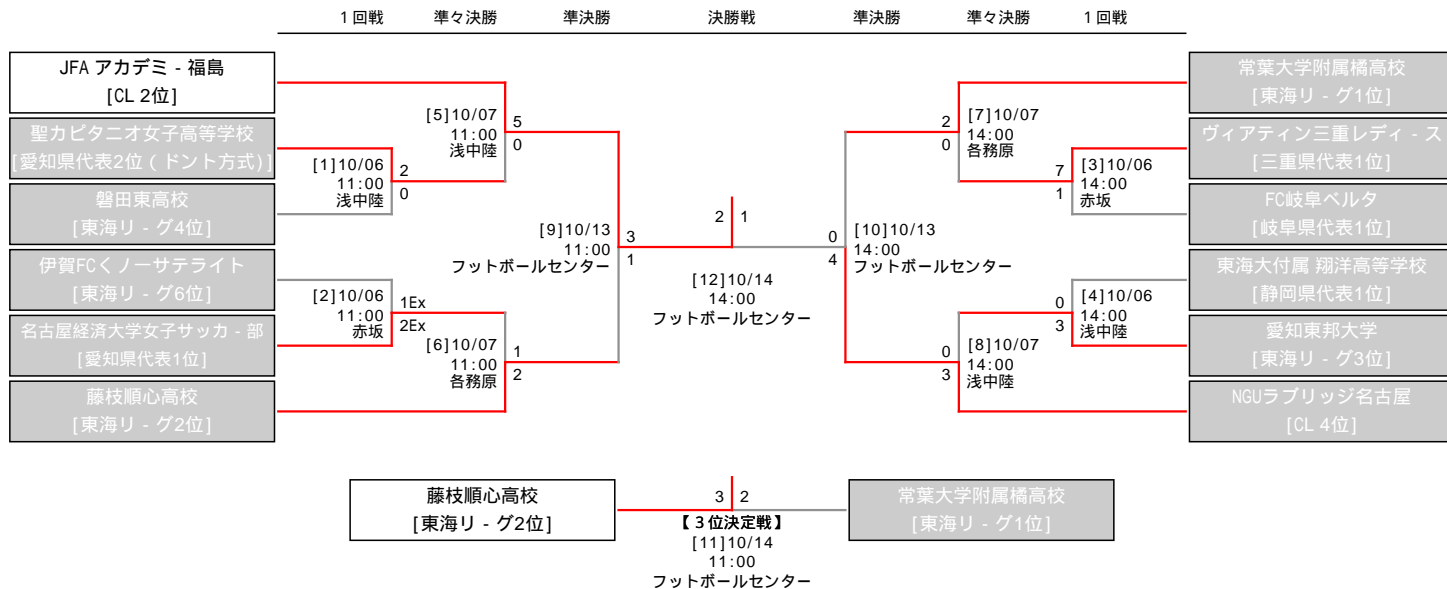 1回戦 準々決勝 準決勝 決勝戦 準決勝 準々決勝 1回戦
JFA アカデミ - 福島
[CL 2位]
聖カピタニオ女子高等学校
[愛知県代表2位 ( ドント方式)]
磐田東高校
[東海リ - グ4位]
伊賀FCくノーサテライト
[東海リ - グ6位]
名古屋経済大学女子サッカ - 部
[愛知県代表1位]
藤枝順心高校
[東海リ - グ2位]
[1]10/06
11:00
浅中陸
2
0
[2]10/06
11:00
赤坂
1Ex
2Ex
[5]10/07
11:00
浅中陸
5
0
[6]10/07
11:00
各務原
1
2
[9]10/13
11:00
フットボールセンター
3
1
2 1
[12]10/14
14:00
フットボールセンター
0
4
[10]10/13
14:00
フットボールセンター
2
0
[7]10/07
14:00
各務原
0
3
[8]10/07
14:00
浅中陸
7
1
[3]10/06
14:00
赤坂
0
3
[4]10/06
14:00
浅中陸
常葉大学附属橘高校
[東海リ - グ1位]
ヴィアティン三重レディ - ス
[三重県代表1位]
FC岐阜ベルタ
[岐阜県代表1位]
東海大付属 翔洋高等学校
[静岡県代表1位]
愛知東邦大学
[東海リ - グ3位]
NGUラブリッジ名古屋
[CL 4位]
藤枝順心高校
[東海リ - グ2位]
3 2
【3位決定戦】
[11]10/14
11:00
フットボールセンター
常葉大学附属橘高校
[東海リ - グ1位]